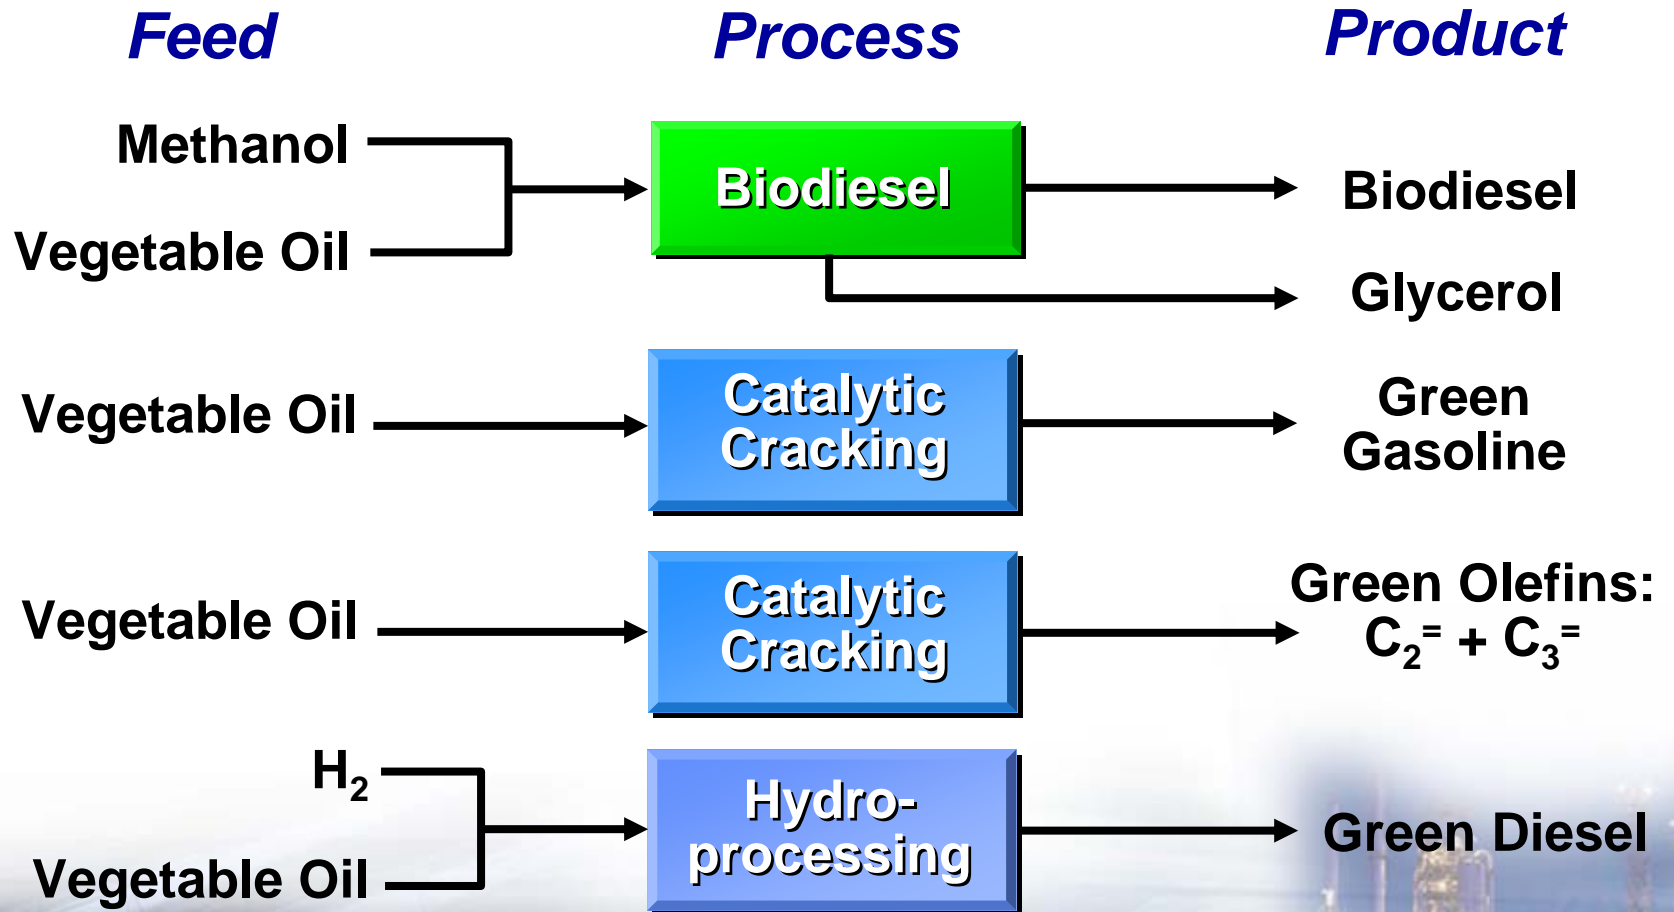 Feed Process Product
Methanol
Vegetable Oil
Biodiesel
Biodiesel
Glycerol
Vegetable Oil
Catalytic
Cracking
Green
Gasoline
Vegetable Oil
Catalytic
Cracking
Green Olefins:
C₂⁼ + C₃⁼
H₂
Vegetable Oil
Hydro-
processing
Green Diesel